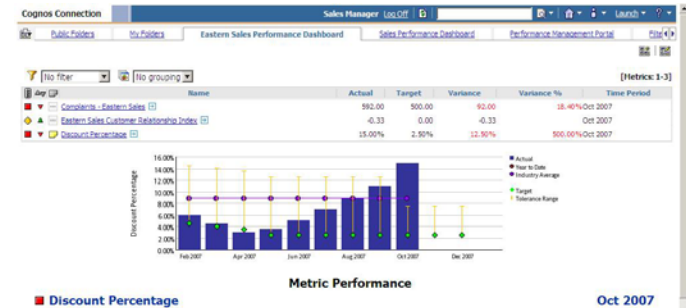 Cognos Connection Sales Manager Log Off Launch ?
Public Folders My Folders Eastern Sales Performance Dashboard Sales Performance Dashboard Performance Management Portal
No filter No grouping [Metrics: 1-3]
Name Actual Target Variance Variance % Time Period
Complaints - Eastern Sales 592.00 500.00 92.00 18.40% Oct 2007
Eastern Sales Customer Relationship Index -0.33 0.00 -0.33 Oct 2007
Discount Percentage 15.00% 2.50% 12.50% 500.00% Oct 2007
Discount Percentage
16.00%
14.00%
12.00%
10.00%
8.00%
6.00%
4.00%
2.00%
0.00%
Feb 2007 Apr 2007 Jun 2007 Aug 2007 Oct 2007 Dec 2007
Actual
Year to Date
Industry Average
Target
Tolerance Range
Metric Performance
Discount Percentage Oct 2007